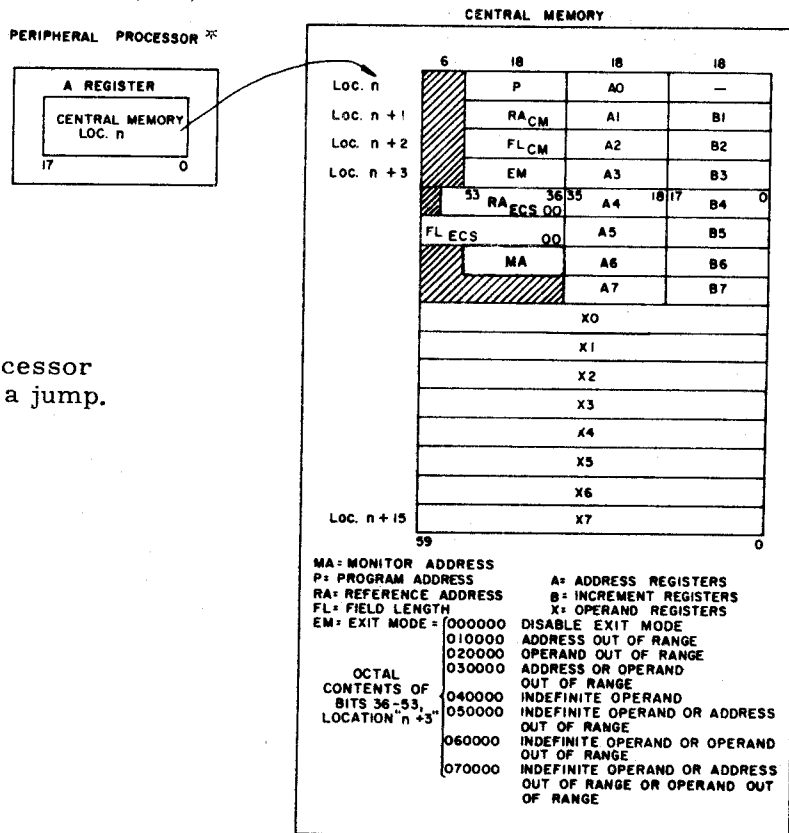 CENTRAL MEMORY
PERIPHERAL PROCESSOR *
A REGISTER
CENTRAL MEMORY
LOC. n
17 0
6 18 18 18
Loc. n P A0 —
Loc. n + 1 RA CM A1 B1
Loc. n + 2 FL CM A2 B2
Loc. n + 3 EM A3 B3
53 36 35 18 17 0
RA ECS 00 A4 B4
FL ECS 00 A5 B5
MA A6 B6
A7 B7
X0
X1
X2
X3
X4
X5
X6
Loc. n + 15 X7
59 0
cessor
a jump.
MA= MONITOR ADDRESS
P= PROGRAM ADDRESS A= ADDRESS REGISTERS
RA= REFERENCE ADDRESS B= INCREMENT REGISTERS
FL= FIELD LENGTH X= OPERAND REGISTERS
EM= EXIT MODE = 000000 DISABLE EXIT MODE
010000 ADDRESS OUT OF RANGE
020000 OPERAND OUT OF RANGE
030000 ADDRESS OR OPERAND
OUT OF RANGE
OCTAL
CONTENTS OF
BITS 36-53,
LOCATION "n +3"
040000 INDEFINITE OPERAND
050000 INDEFINITE OPERAND OR ADDRESS
OUT OF RANGE
060000 INDEFINITE OPERAND OR OPERAND
OUT OF RANGE
070000 INDEFINITE OPERAND OR ADDRESS
OUT OF RANGE OR OPERAND OUT
OF RANGE